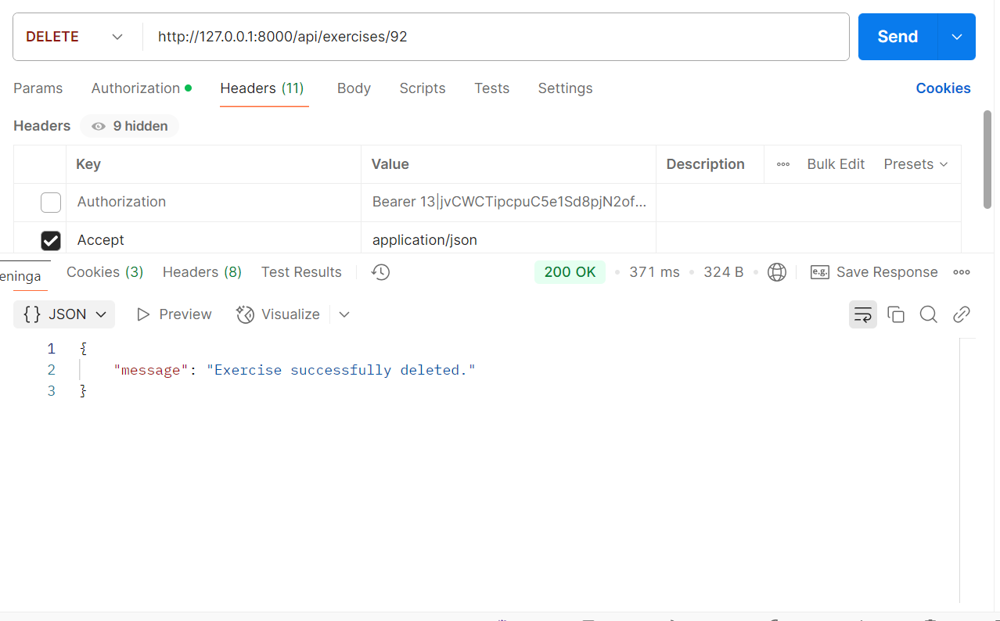 DELETE http://127.0.0.1:8000/api/exercises/92 Send
Params Authorization Headers (11) Body Scripts Tests Settings Cookies
Headers 9 hidden
Key Value Description Bulk Edit Presets
Authorization Bearer 13|jvCWCTipcpuC5e1Sd8pjN2of...
Accept application/json
eninga Cookies (3) Headers (8) Test Results 200 OK 371 ms 324 B e.g. Save Response
{} JSON Preview Visualize
1 {
2 "message": "Exercise successfully deleted."
3 }